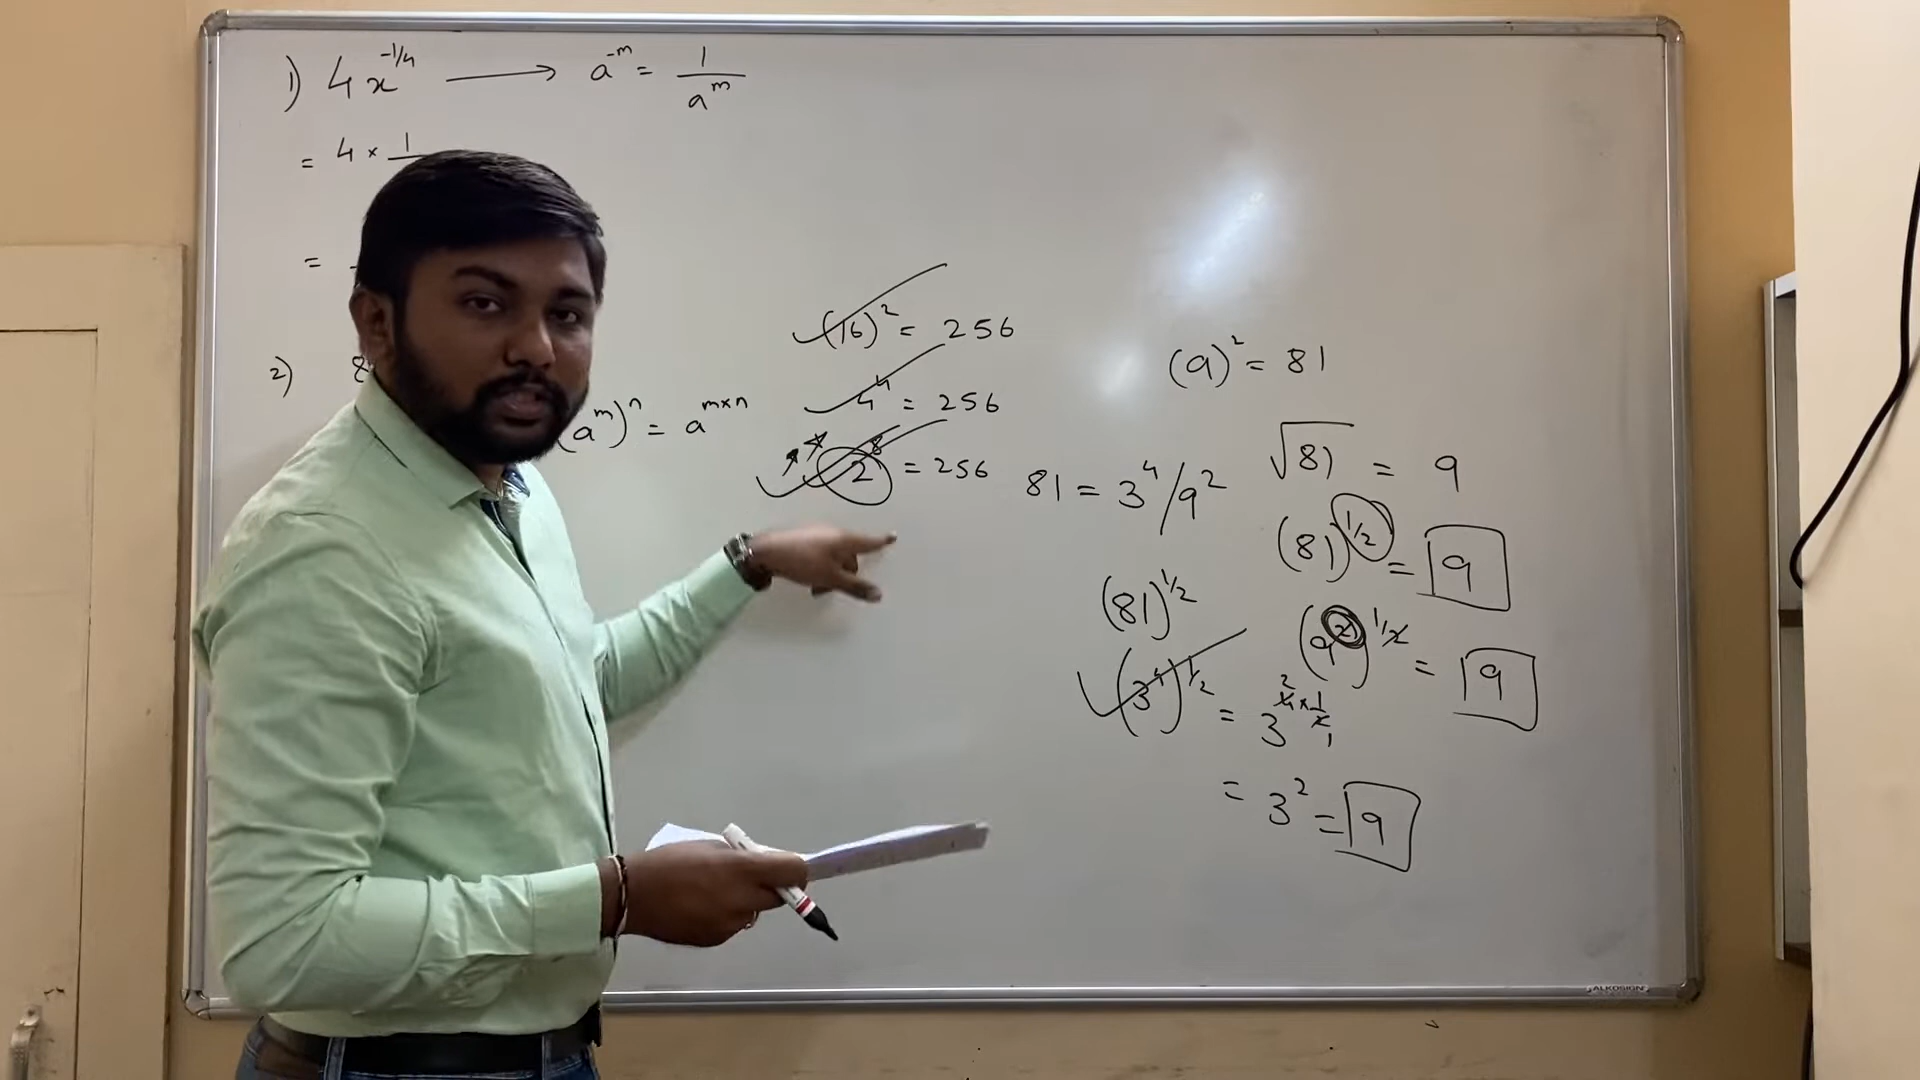 1) 4x^{-1/4} ⟶ a^{-m} = 1/a^m
= 4 × 1
=
2) 8
(a^m)^n = a^{m×n}
(16)^2 = 256
4^4 = 256
2^8 = 256
(9)^2 = 81
√81 = 9
81 = 3^4/9^2
(81)^{1/2} = 9
(81)^{1/2}
(9^2)^{1/2} = 9
(3^4)^{1/2} = 3^{4×1/2}
2
1
= 3^2 = 9
ALKOSIGN